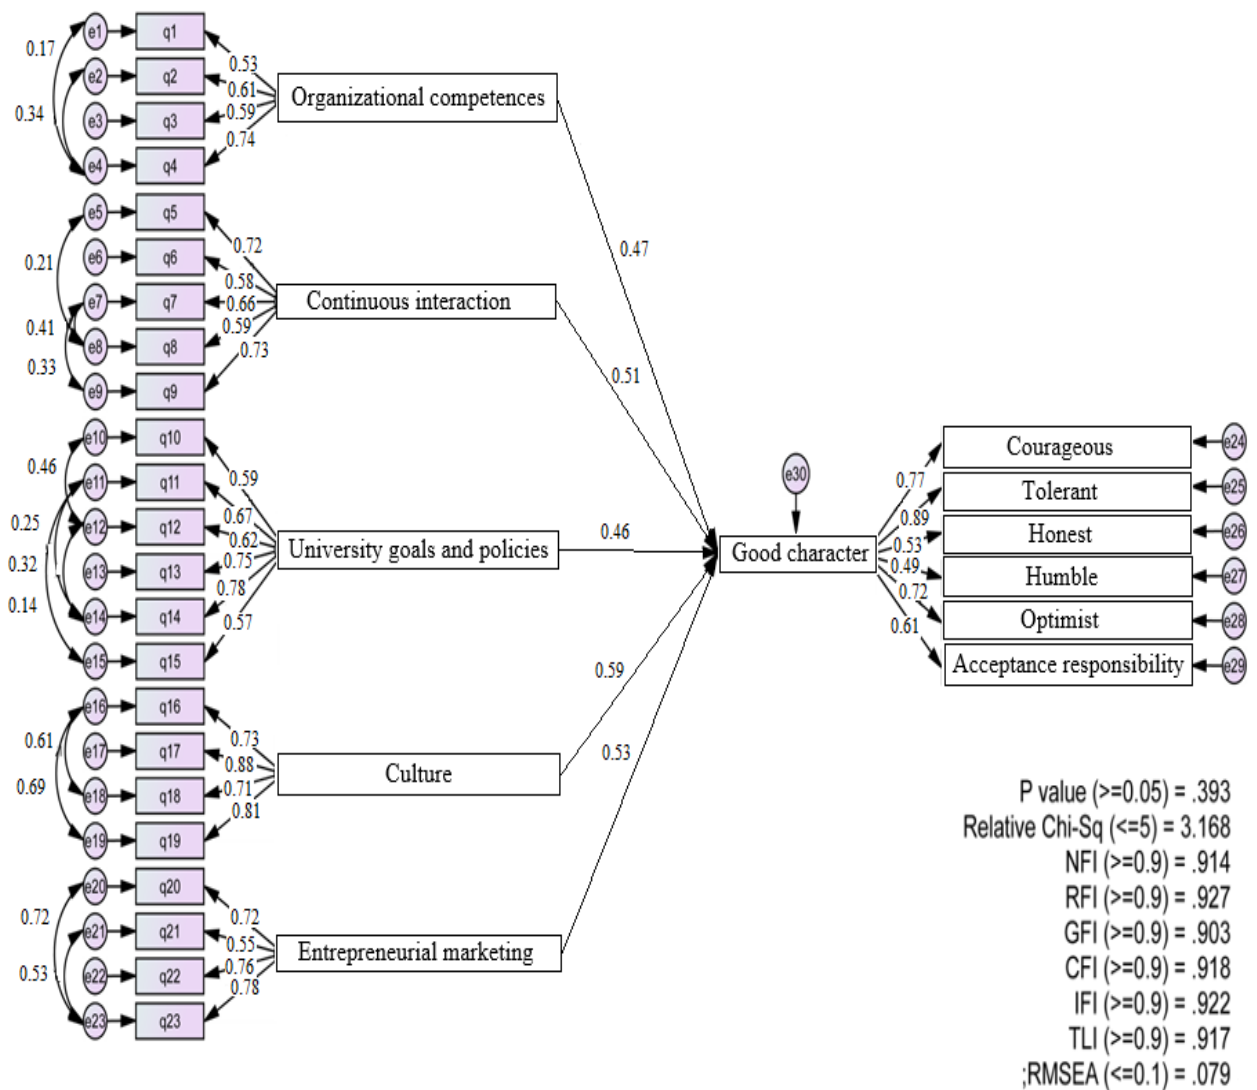 e1 q1
0.17
0.53
e2 q2
0.61
Organizational competences
0.34
e3 q3
0.59
0.74
e4 q4
e5 q5
0.72
0.47
0.21
e6 q6
0.58
e7 q7
0.66
Continuous interaction
0.41
0.59
e8 q8
0.73
0.33
0.51
e9 q9
e10 q10
0.46
0.59
e11 q11
0.67
0.25
e12 q12
0.62
University goals and policies
0.46
0.32
e13 q13
0.75
0.78
0.14
e14 q14
0.57
e15 q15
e30
Good character
0.77
Courageous
e24
0.89
Tolerant
e25
0.53
Honest
e26
0.49
Humble
e27
0.72
Optimist
e28
0.61
Acceptance responsibility
e29
e16 q16
0.59
0.61
0.73
e17 q17
0.88
Culture
0.53
0.69
e18 q18
0.71
0.81
e19 q19
e20 q20
0.72
0.72
e21 q21
0.55
Entrepreneurial marketing
0.53
e22 q22
0.76
0.78
e23 q23
P value (>=0.05) = .393
Relative Chi-Sq (<=5) = 3.168
NFI (>=0.9) = .914
RFI (>=0.9) = .927
GFI (>=0.9) = .903
CFI (>=0.9) = .918
IFI (>=0.9) = .922
TLI (>=0.9) = .917
;RMSEA (<=0.1) = .079